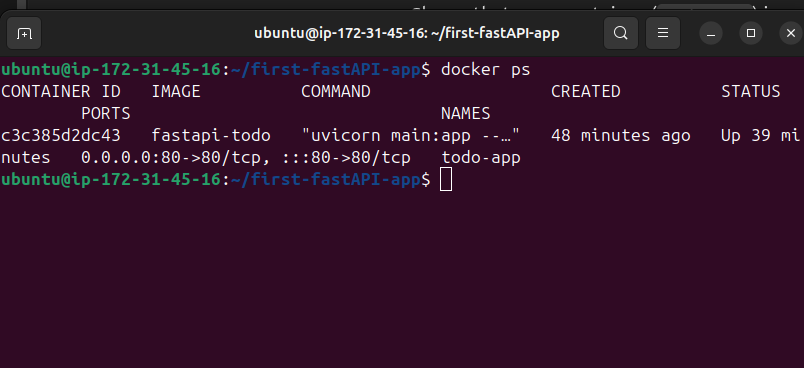 ubuntu@ip-172-31-45-16: ~/first-fastAPI-app
ubuntu@ip-172-31-45-16:~/first-fastAPI-app$ docker ps
CONTAINER ID   IMAGE          COMMAND                  CREATED          STATUS
        PORTS                               NAMES
c3c385d2dc43   fastapi-todo   "uvicorn main:app --…"   48 minutes ago   Up 39 mi
nutes   0.0.0.0:80->80/tcp, :::80->80/tcp   todo-app
ubuntu@ip-172-31-45-16:~/first-fastAPI-app$